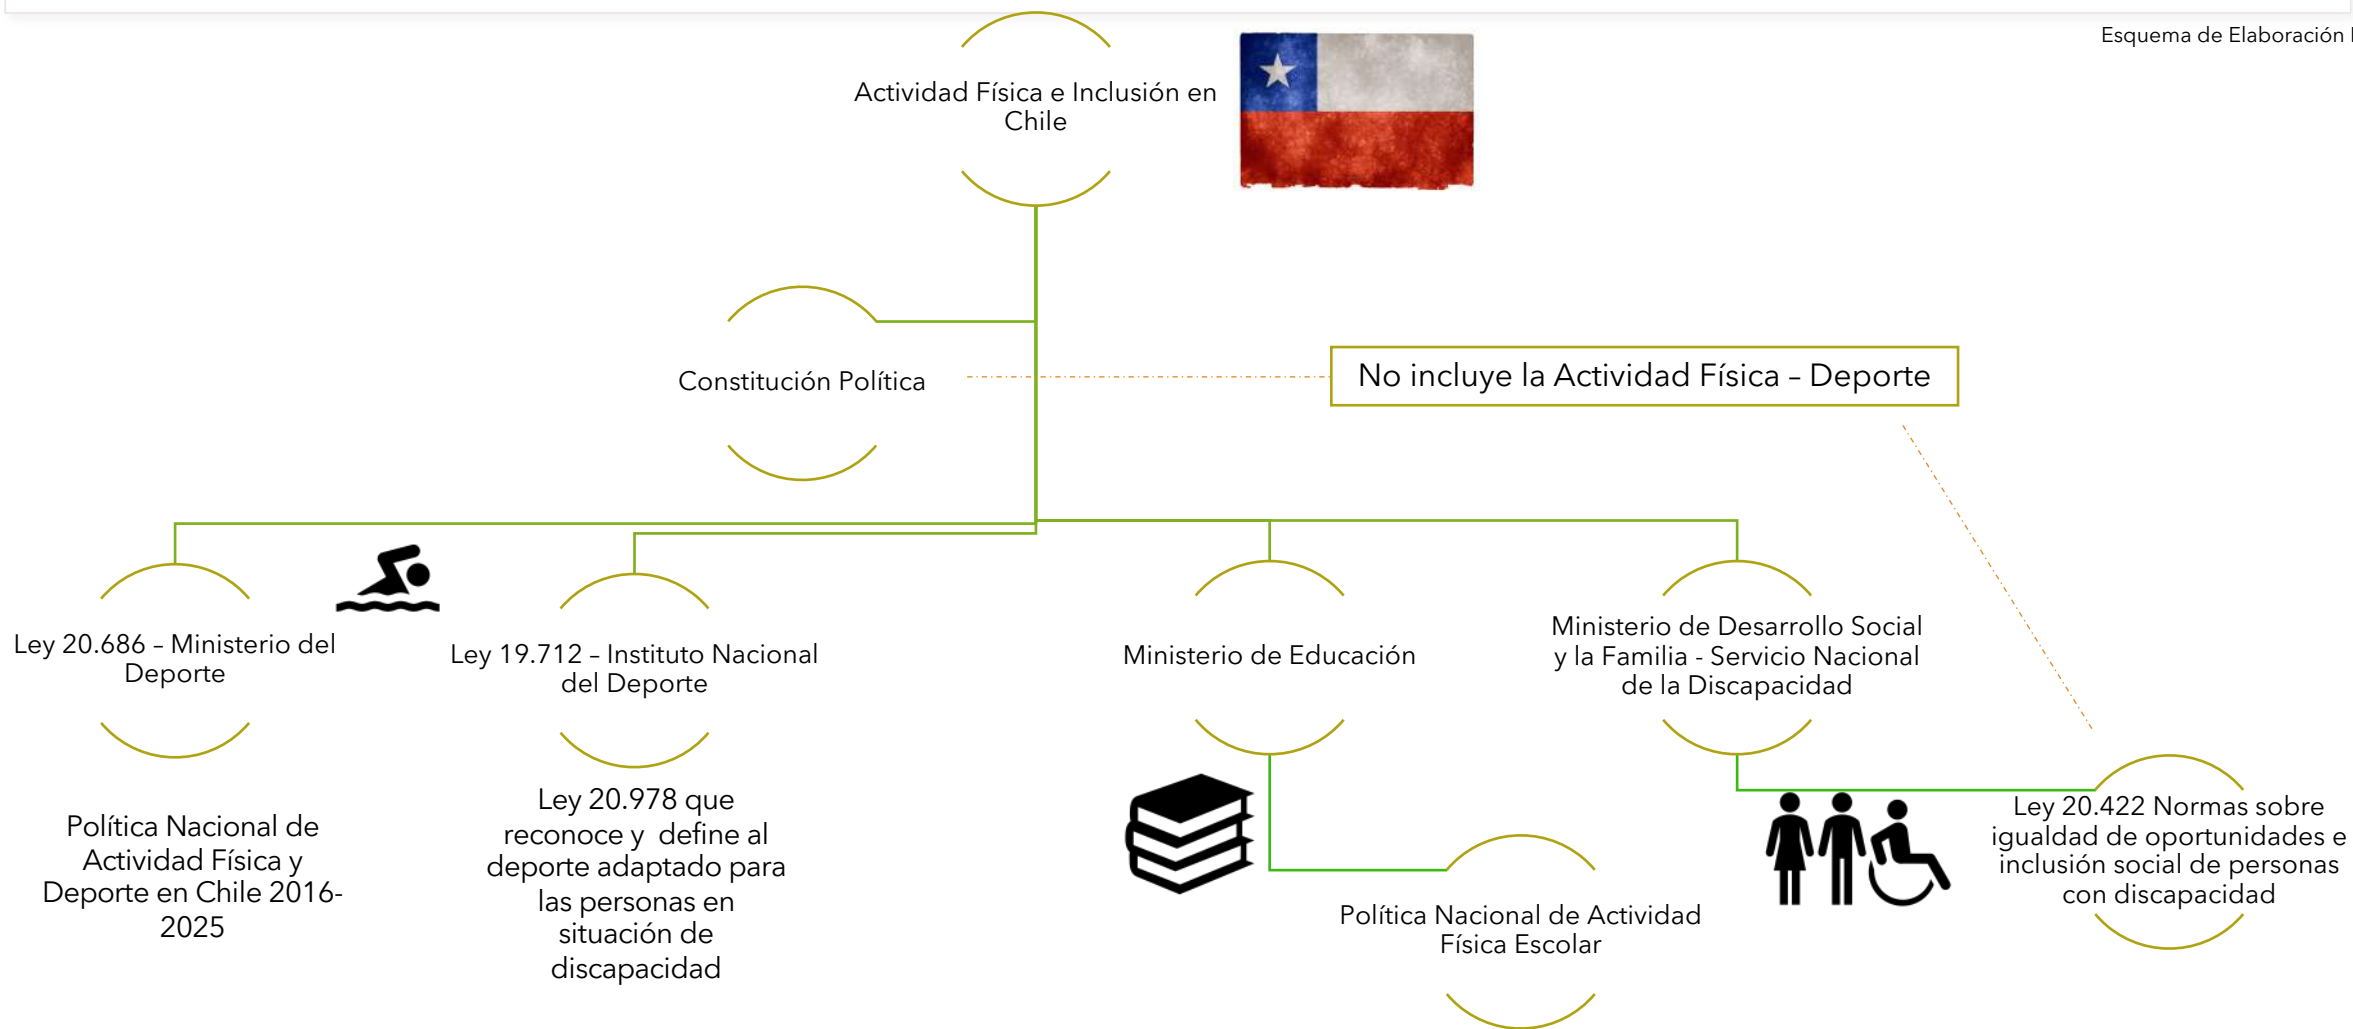 Esquema de Elaboración
Actividad Física e Inclusión en
Chile
Constitución Política
No incluye la Actividad Física – Deporte
Ley 20.686 – Ministerio del
Deporte
Política Nacional de
Actividad Física y
Deporte en Chile 2016-
2025
Ley 19.712 – Instituto Nacional
del Deporte
Ley 20.978 que
reconoce y define al
deporte adaptado para
las personas en
situación de
discapacidad
Ministerio de Educación
Política Nacional de Actividad
Física Escolar
Ministerio de Desarrollo Social
y la Familia - Servicio Nacional
de la Discapacidad
Ley 20.422 Normas sobre
igualdad de oportunidades e
inclusión social de personas
con discapacidad